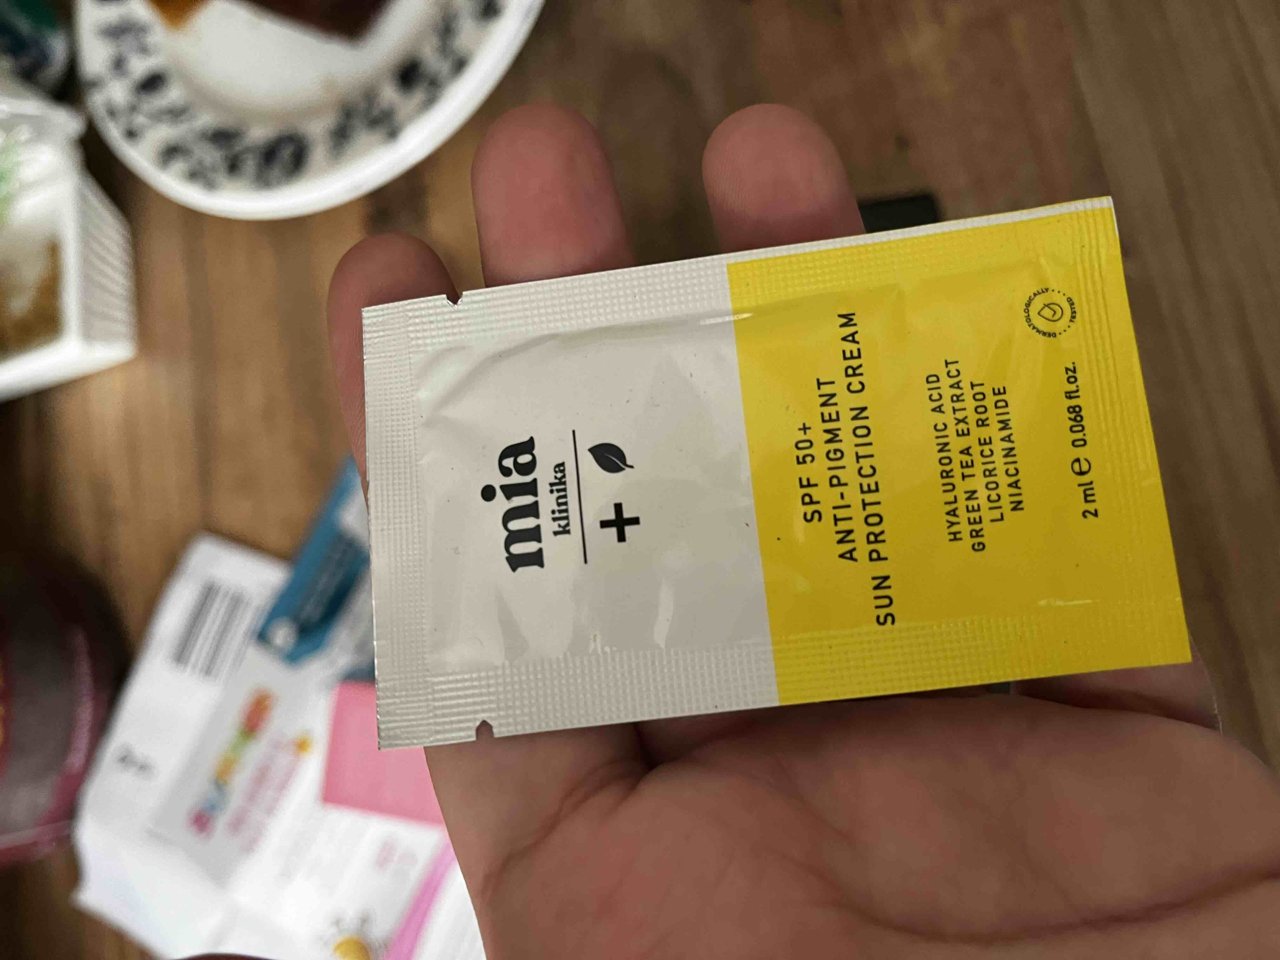 mia
klinika
+
SPF 50+
ANTI-PIGMENT
SUN PROTECTION CREAM
HYALURONIC ACID
GREEN TEA EXTRACT
LICORICE ROOT
NIACINAMIDE
2 ml e 0.068 fl.oz.
DERMATOLOGICALLY
TESTED